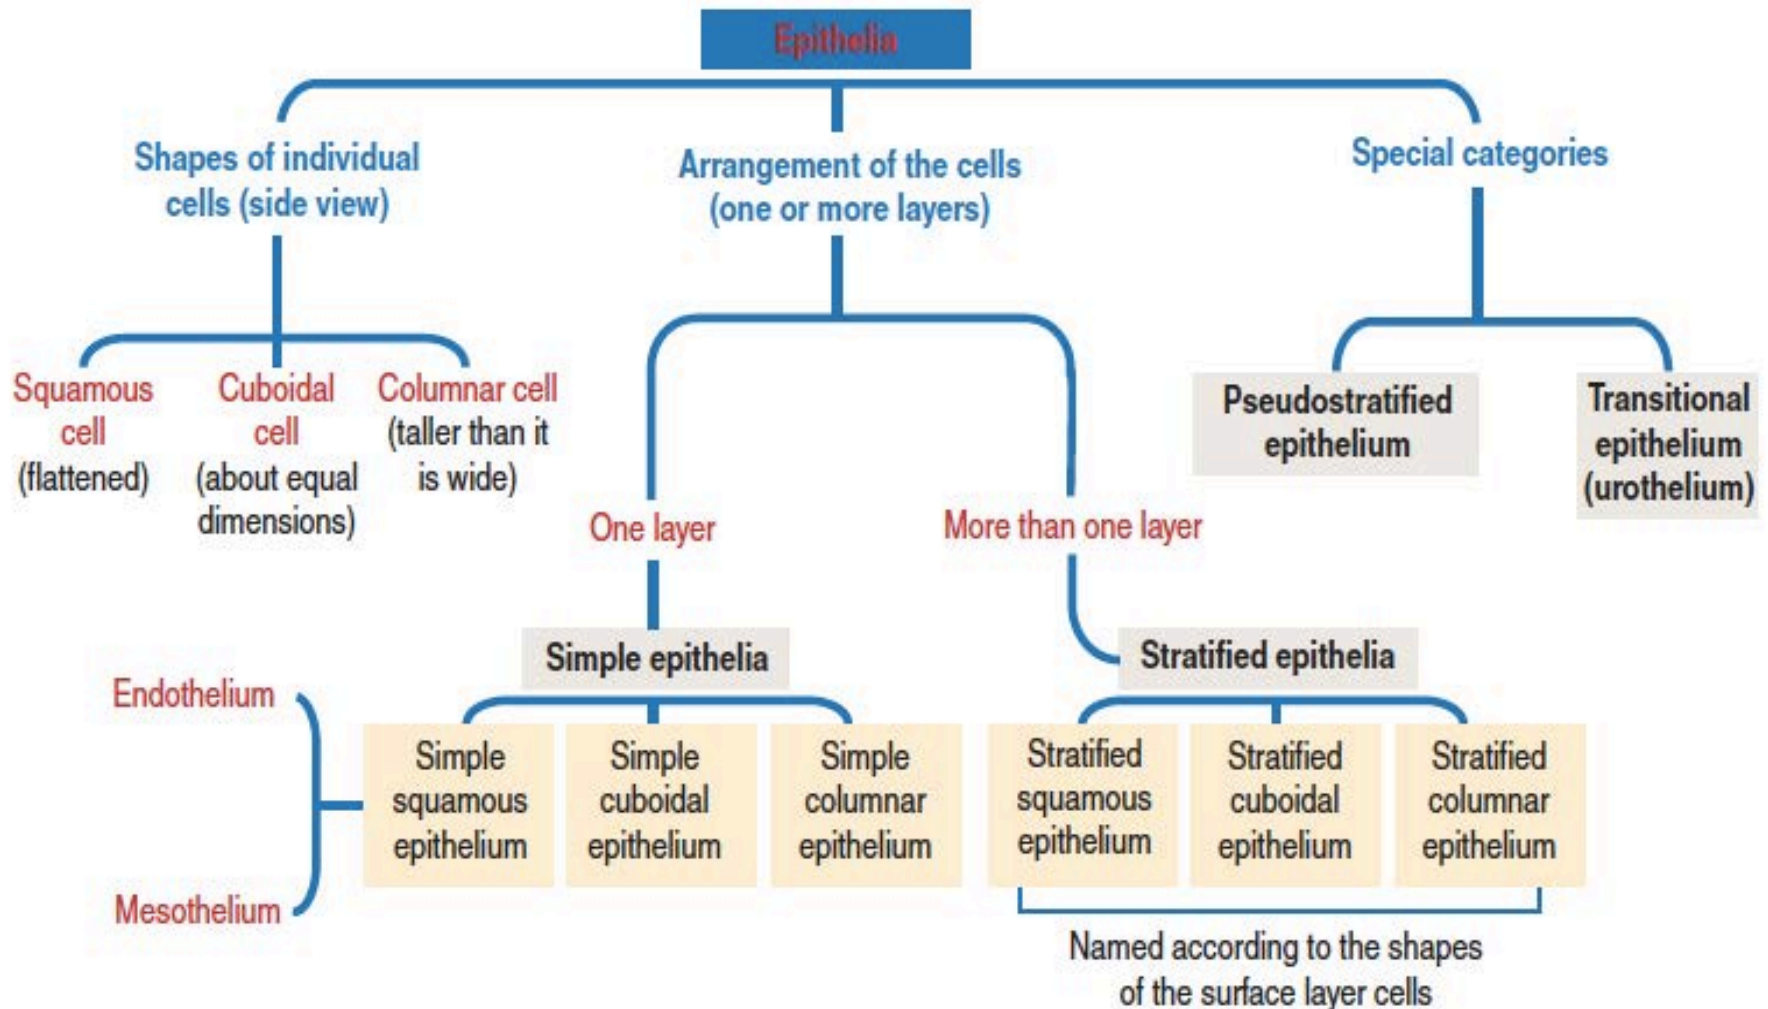 Epithelia
Shapes of individual
cells (side view)
Arrangement of the cells
(one or more layers)
Special categories
Squamous
cell
(flattened)
Cuboidal
cell
(about equal
dimensions)
Columnar cell
(taller than it
is wide)
One layer
More than one layer
Pseudostratified
epithelium
Transitional
epithelium
(urothelium)
Simple epithelia
Stratified epithelia
Endothelium
Mesothelium
Simple
squamous
epithelium
Simple
cuboidal
epithelium
Simple
columnar
epithelium
Stratified
squamous
epithelium
Stratified
cuboidal
epithelium
Stratified
columnar
epithelium
Named according to the shapes
of the surface layer cells